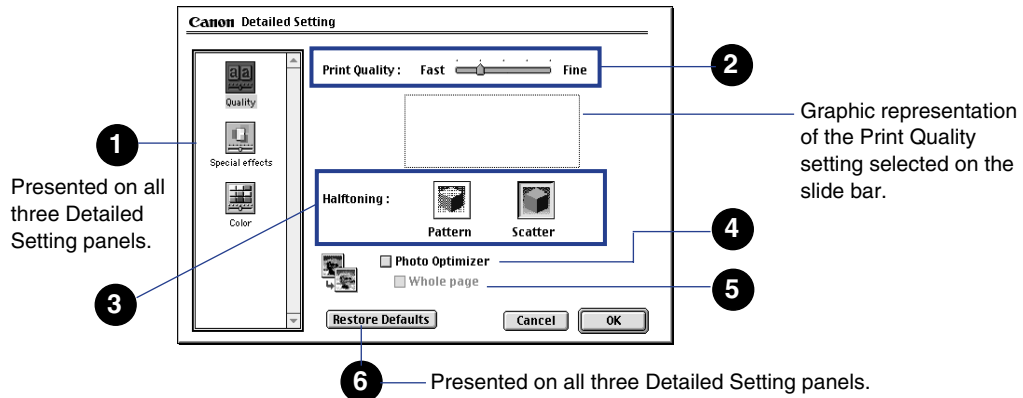 Canon Detailed Setting
Print Quality : Fast Fine
2
Quality
Graphic representation
of the Print Quality
setting selected on the
slide bar.
1
Special effects
Presented on all
three Detailed
Setting panels.
Halftoning :
Color
Pattern Scatter
4
Photo Optimizer
Whole page
5
3
Restore Defaults Cancel OK
6
Presented on all three Detailed Setting panels.